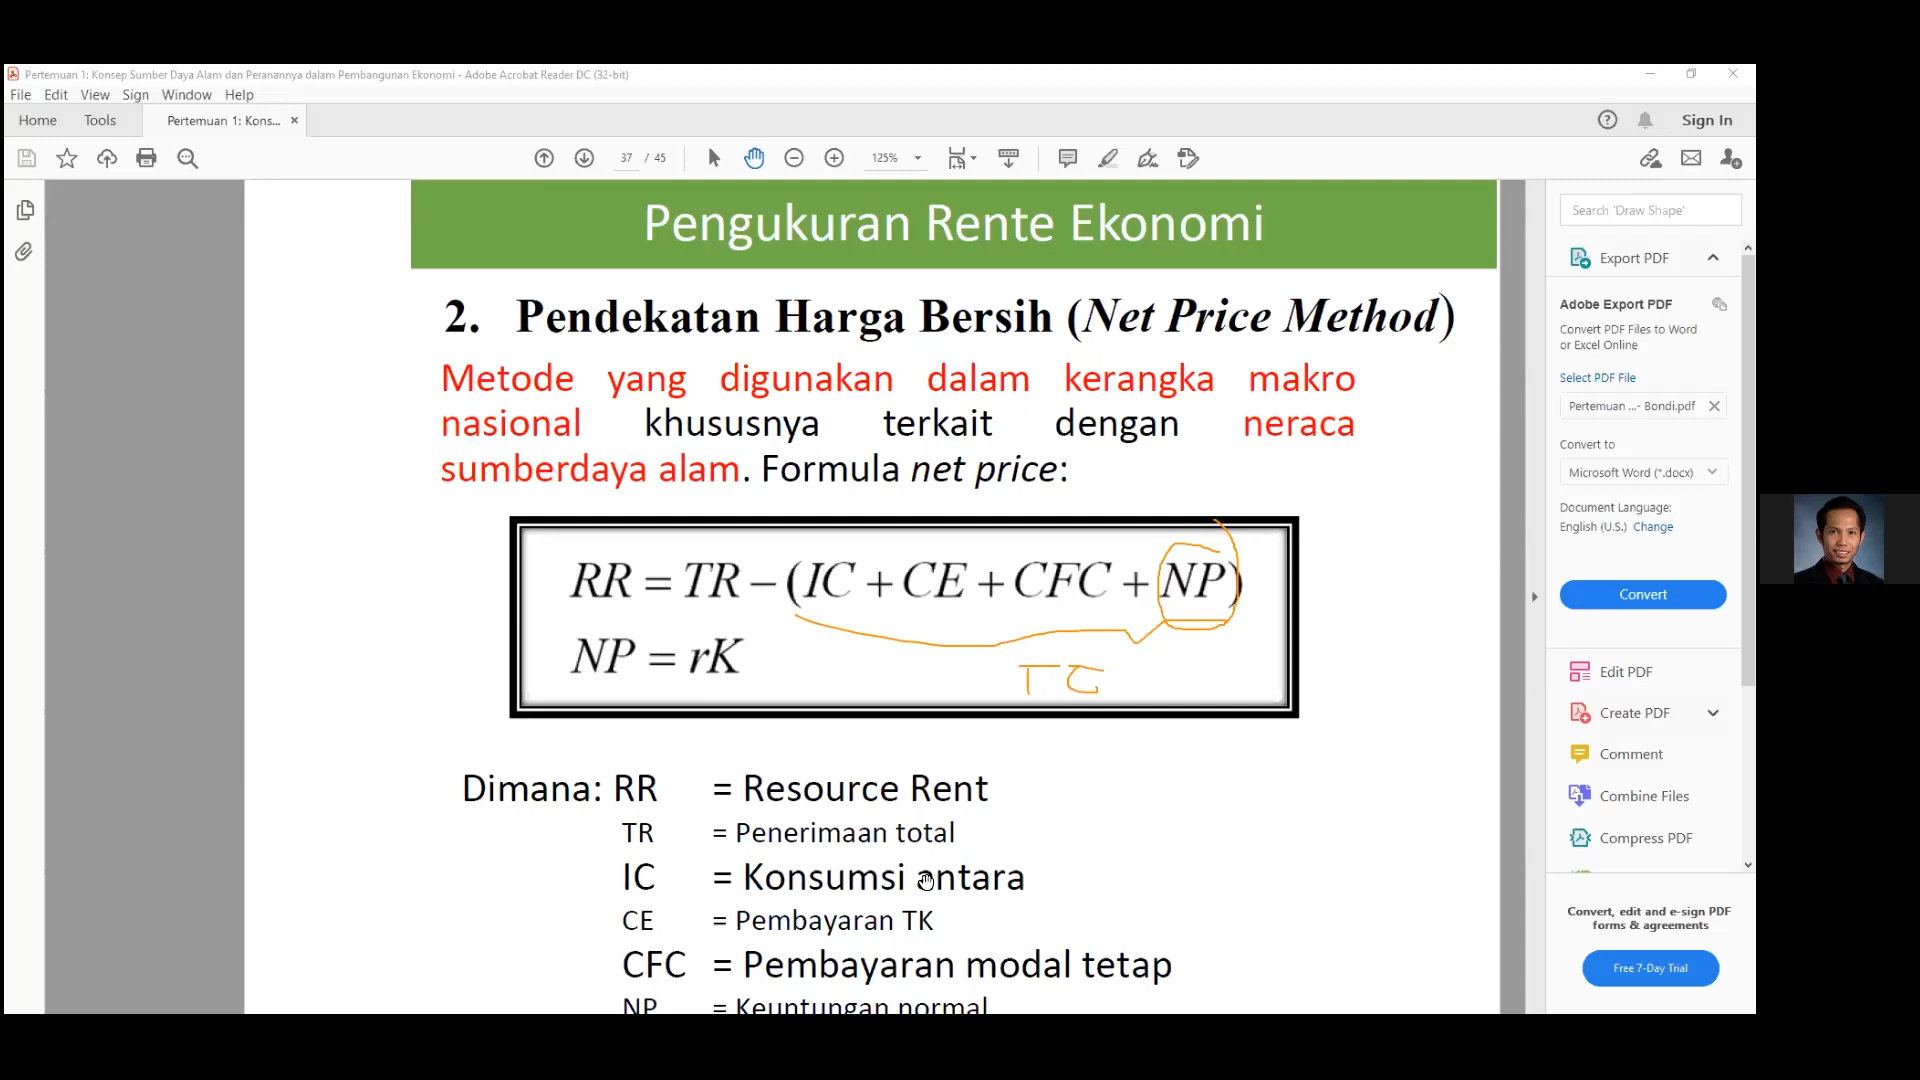 Pertemuan 1: Konsep Sumber Daya Alam dan Peranannya dalam Pembangunan Ekonomi - Adobe Acrobat Reader DC (32-bit)
File Edit View Sign Window Help
Home Tools Pertemuan 1: Kons... × Sign In
37 / 45 125%
Pengukuran Rente Ekonomi
2. Pendekatan Harga Bersih (Net Price Method)
Metode yang digunakan dalam kerangka makro
nasional khususnya terkait dengan neraca
sumberdaya alam. Formula net price:
RR = TR − (IC + CE + CFC + NP)
NP = rK
TC
Dimana: RR = Resource Rent
TR = Penerimaan total
IC = Konsumsi antara
CE = Pembayaran TK
CFC = Pembayaran modal tetap
NP = Keuntungan normal
Search 'Draw Shape'
Export PDF
Adobe Export PDF
Convert PDF Files to Word
or Excel Online
Select PDF File
Pertemuan ...- Bondi.pdf
Convert to
Microsoft Word (*.docx)
Document Language:
English (U.S.) Change
Convert
Edit PDF
Create PDF
Comment
Combine Files
Compress PDF
Convert, edit and e-sign PDF
forms & agreements
Free 7-Day Trial